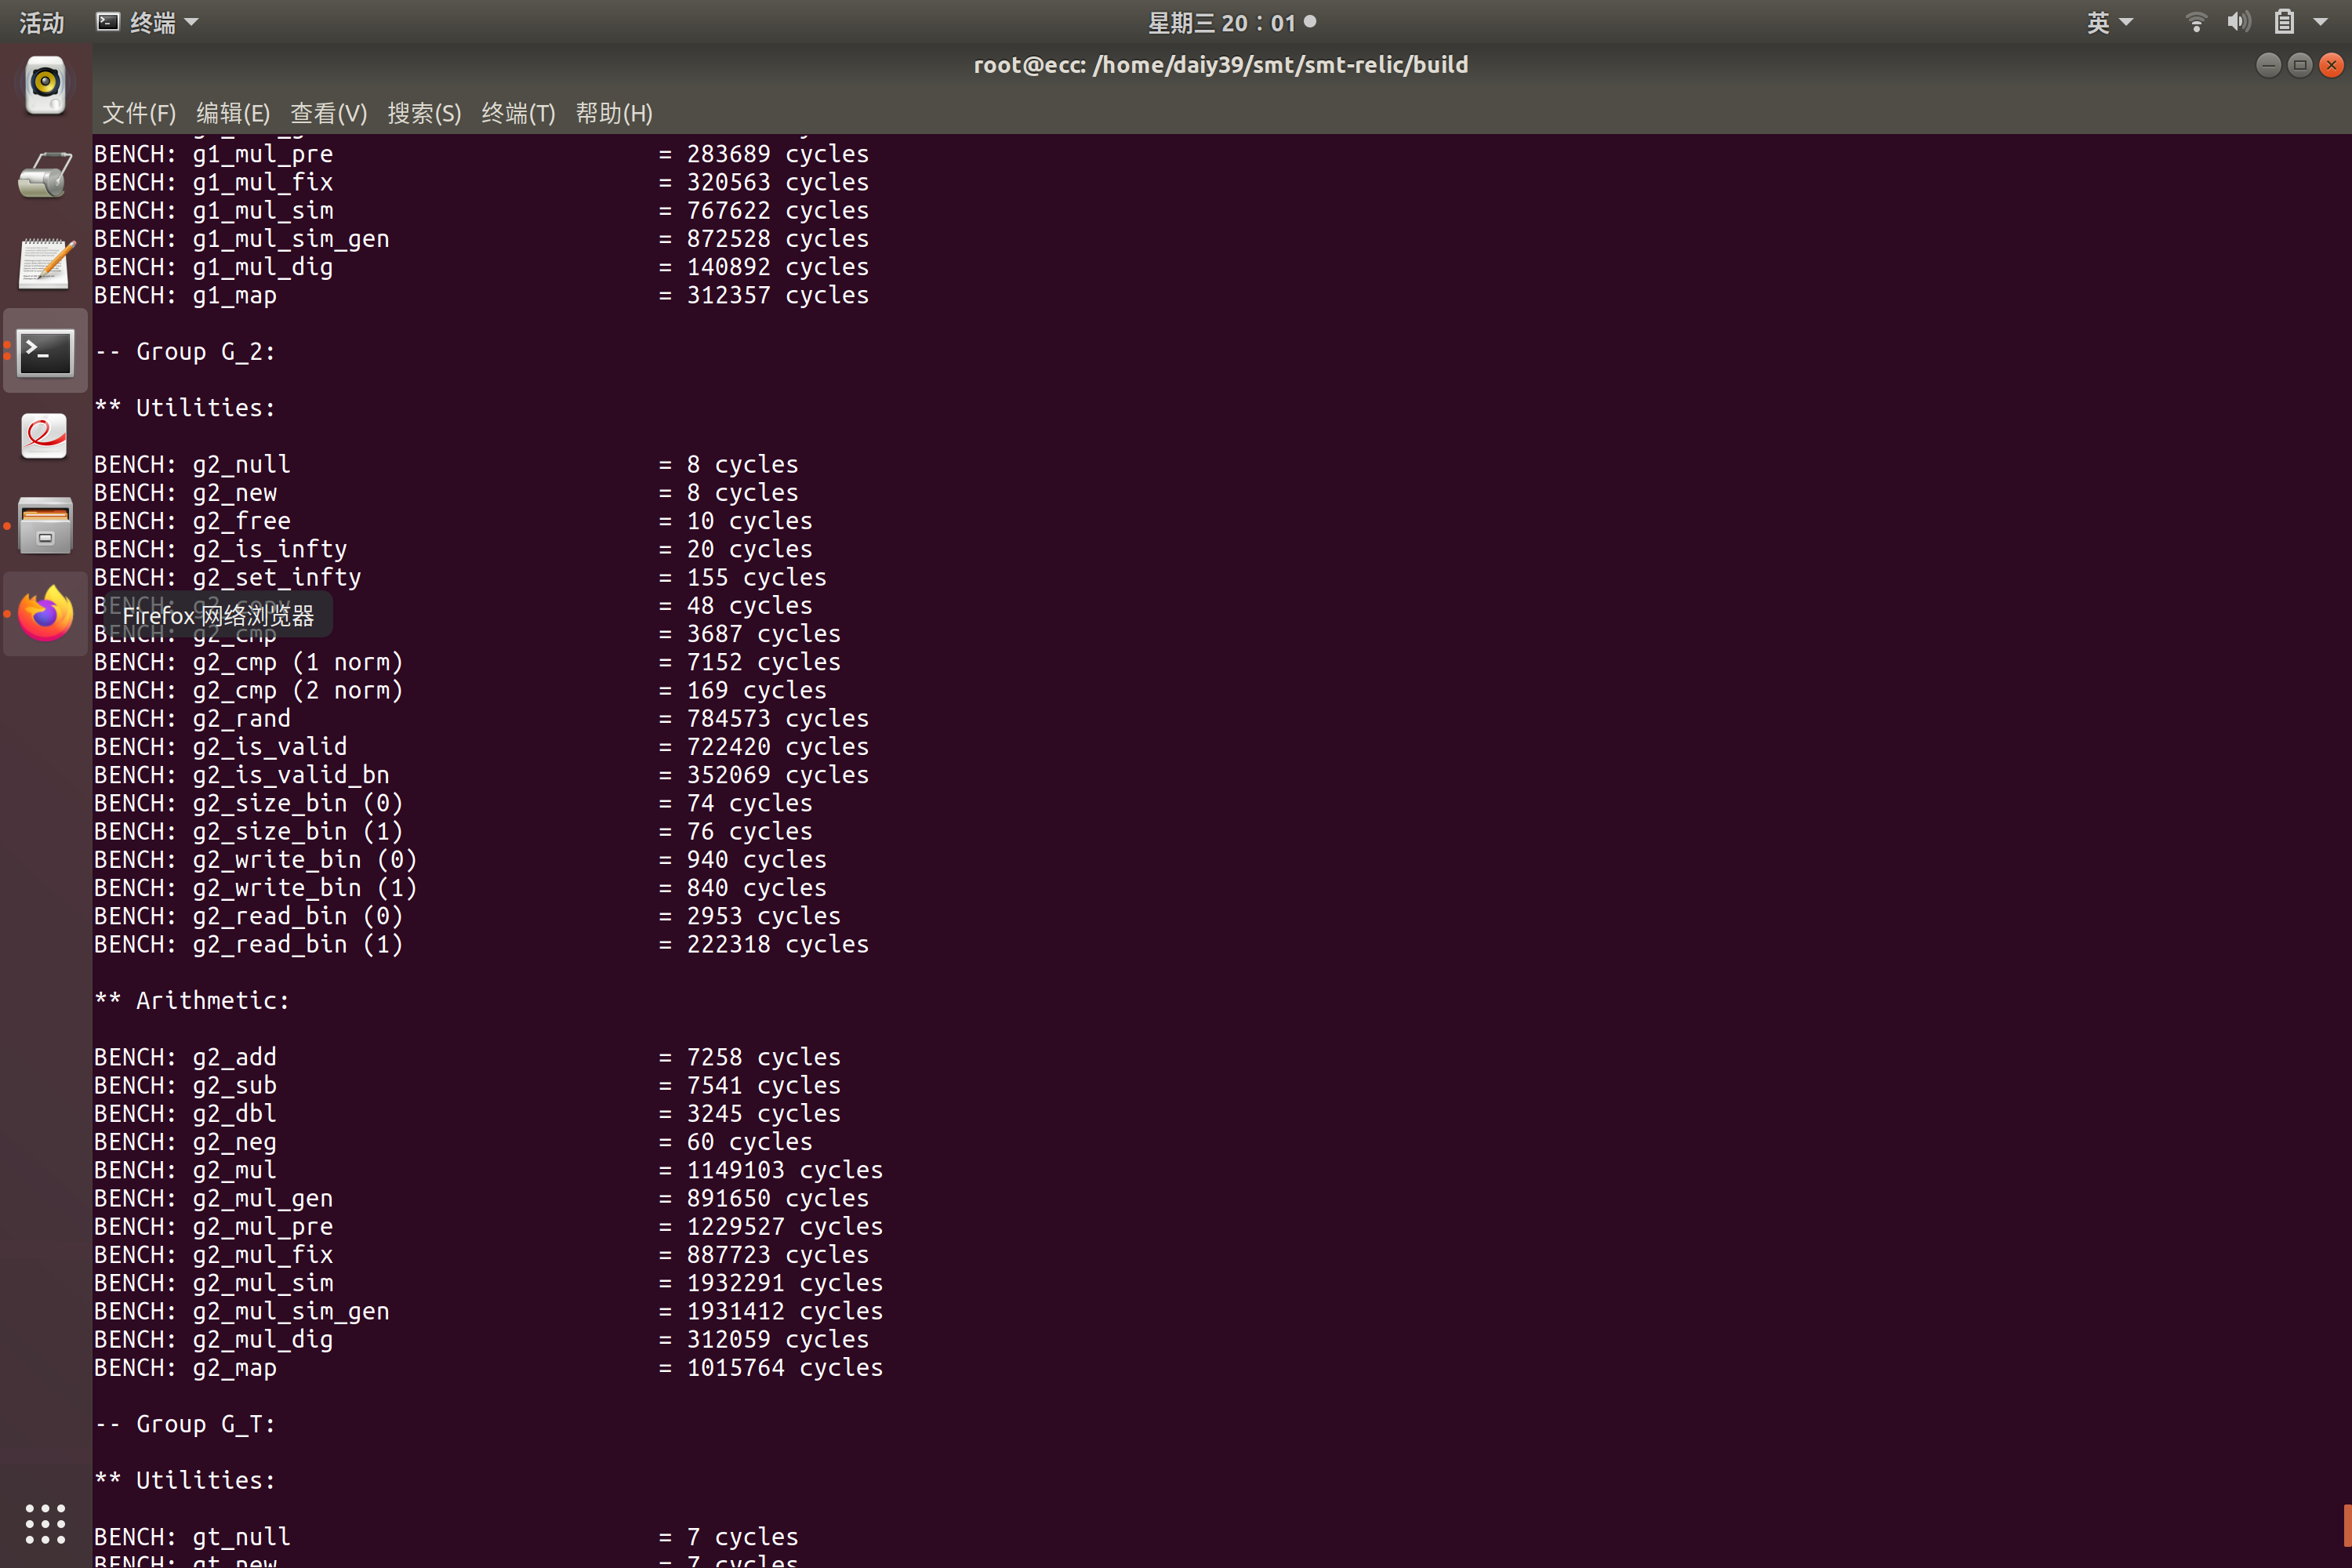 活动 终端 星期三 20：01 英
root@ecc: /home/daiy39/smt/smt-relic/build
文件(F) 编辑(E) 查看(V) 搜索(S) 终端(T) 帮助(H)
BENCH: g1_mul_pre = 283689 cycles
BENCH: g1_mul_fix = 320563 cycles
BENCH: g1_mul_sim = 767622 cycles
BENCH: g1_mul_sim_gen = 872528 cycles
BENCH: g1_mul_dig = 140892 cycles
BENCH: g1_map = 312357 cycles
-- Group G_2:
** Utilities:
BENCH: g2_null = 8 cycles
BENCH: g2_new = 8 cycles
BENCH: g2_free = 10 cycles
BENCH: g2_is_infty = 20 cycles
BENCH: g2_set_infty = 155 cycles
BENCH: g2_copy = 48 cycles
Firefox 网络浏览器
BENCH: g2_cmp = 3687 cycles
BENCH: g2_cmp (1 norm) = 7152 cycles
BENCH: g2_cmp (2 norm) = 169 cycles
BENCH: g2_rand = 784573 cycles
BENCH: g2_is_valid = 722420 cycles
BENCH: g2_is_valid_bn = 352069 cycles
BENCH: g2_size_bin (0) = 74 cycles
BENCH: g2_size_bin (1) = 76 cycles
BENCH: g2_write_bin (0) = 940 cycles
BENCH: g2_write_bin (1) = 840 cycles
BENCH: g2_read_bin (0) = 2953 cycles
BENCH: g2_read_bin (1) = 222318 cycles
** Arithmetic:
BENCH: g2_add = 7258 cycles
BENCH: g2_sub = 7541 cycles
BENCH: g2_dbl = 3245 cycles
BENCH: g2_neg = 60 cycles
BENCH: g2_mul = 1149103 cycles
BENCH: g2_mul_gen = 891650 cycles
BENCH: g2_mul_pre = 1229527 cycles
BENCH: g2_mul_fix = 887723 cycles
BENCH: g2_mul_sim = 1932291 cycles
BENCH: g2_mul_sim_gen = 1931412 cycles
BENCH: g2_mul_dig = 312059 cycles
BENCH: g2_map = 1015764 cycles
-- Group G_T:
** Utilities:
BENCH: gt_null = 7 cycles
BENCH: gt_new = 7 cycles